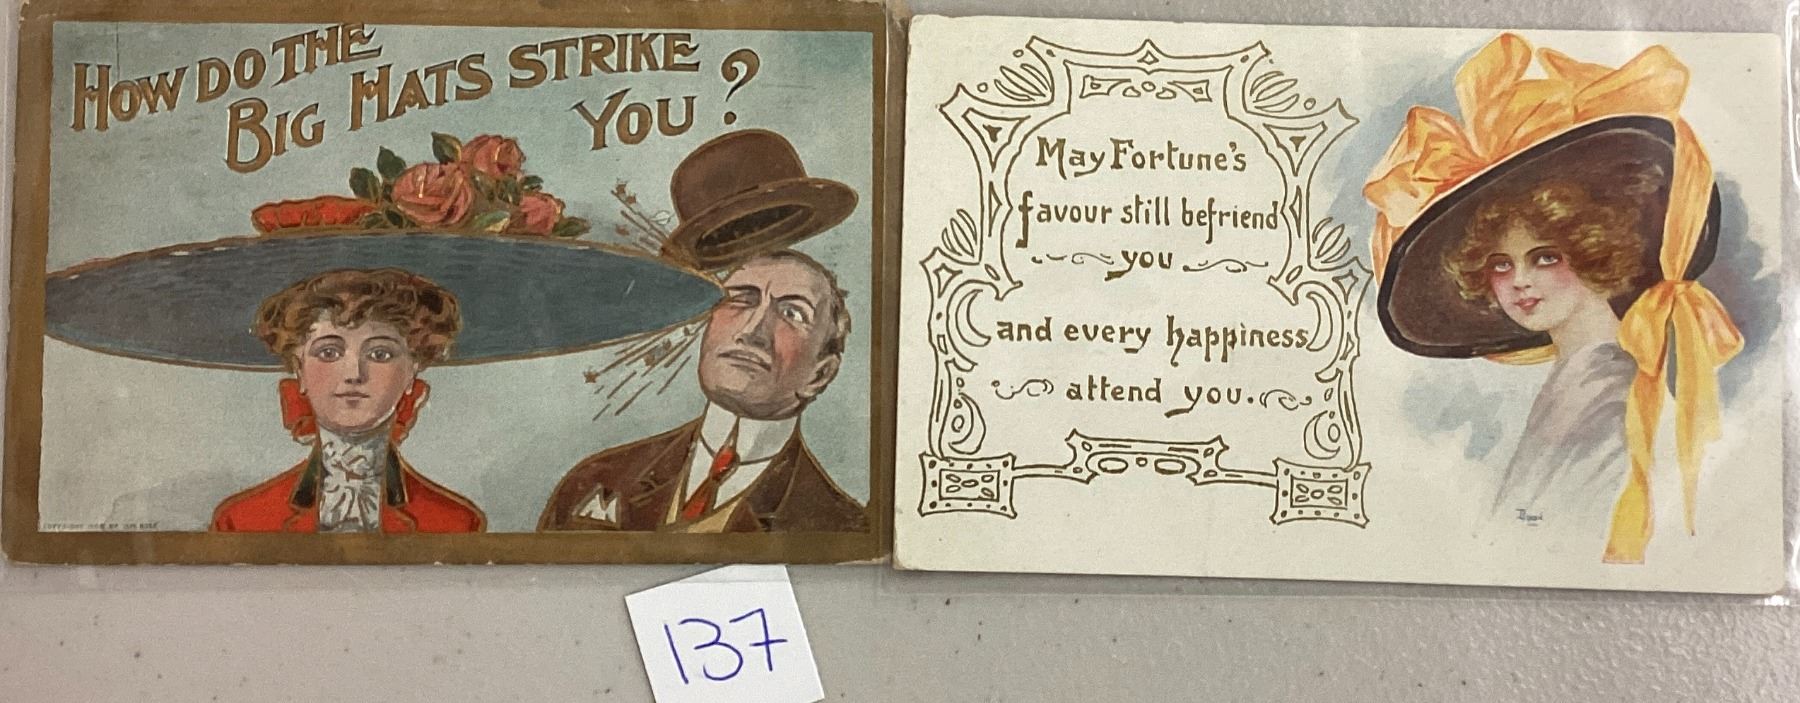 HOW DO THE
BIG HATS STRIKE
YOU?
May Fortune's
favour still befriend
you
and every happiness
attend you.
137